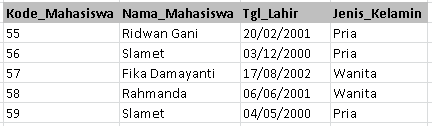 Kode_Mahasiswa Nama_Mahasiswa Tgl_Lahir Jenis_Kelamin
55 Ridwan Gani 20/02/2001 Pria
56 Slamet 03/12/2000 Pria
57 Fika Damayanti 17/08/2002 Wanita
58 Rahmanda 06/06/2001 Wanita
59 Slamet 04/05/2000 Pria